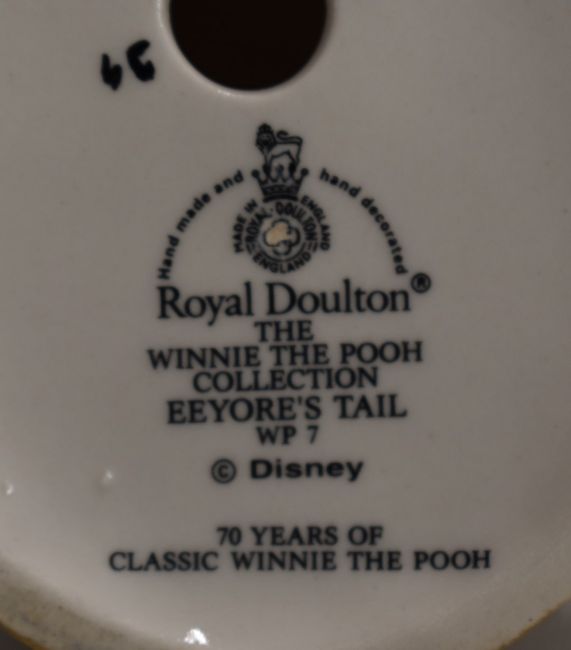 Hand made and hand decorated
MADE IN ENGLAND
ROYAL·DOULTON
ENGLAND
Royal Doulton®
THE
WINNIE THE POOH
COLLECTION
EEYORE'S TAIL
WP 7
© Disney
70 YEARS OF
CLASSIC WINNIE THE POOH